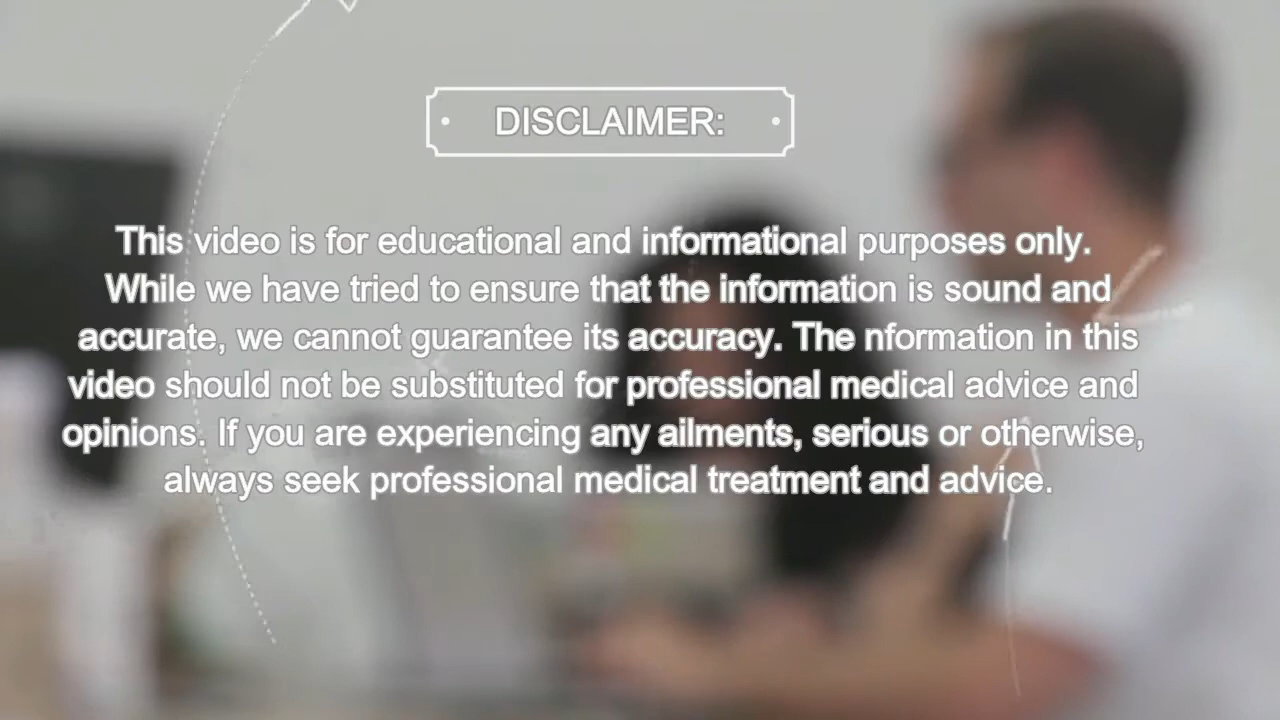 DISCLAIMER:
This video is for educational and informational purposes only.
While we have tried to ensure that the information is sound and
accurate, we cannot guarantee its accuracy. The nformation in this
video should not be substituted for professional medical advice and
opinions. If you are experiencing any ailments, serious or otherwise,
always seek professional medical treatment and advice.